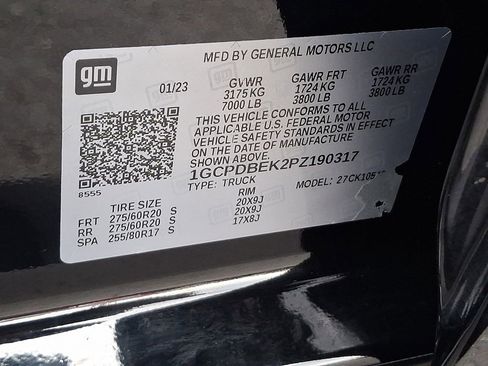 gm
MFD BY GENERAL MOTORS LLC
01/23 GVWR GAWR FRT GAWR RR
3175 KG 1724 KG 1724 KG
7000 LB 3800 LB 3800 LB
THIS VEHICLE CONFORMS TO ALL
APPLICABLE U.S. FEDERAL MOTOR
VEHICLE SAFETY STANDARDS IN EFFECT
ON THE DATE OF MANUFACTURE
SHOWN ABOVE.
1GCPDBEK2PZ190317
TYPE: TRUCK MODEL:
8555
TIRE SIZE RIM
FRT 275/60R20 S 20X9J
RR 275/60R20 S 20X9J
SPA 255/80R17 S 17X8J